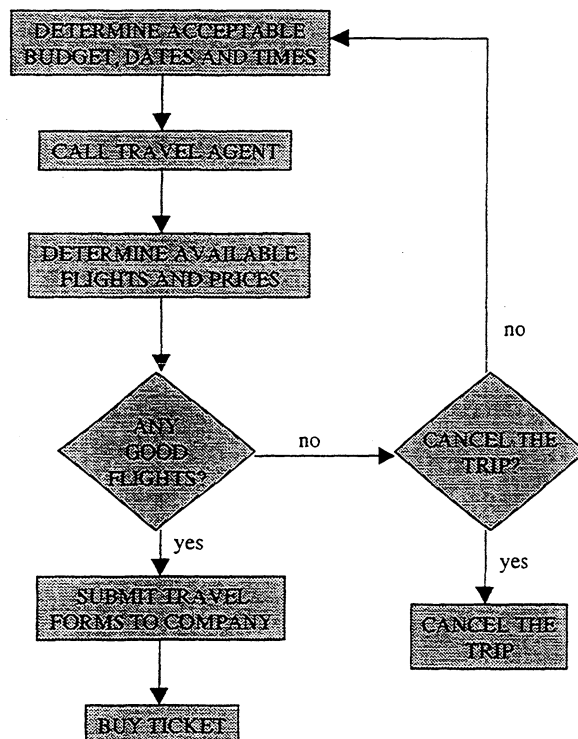 DETERMINE ACCEPTABLE
BUDGET, DATES AND TIMES
CALL TRAVEL AGENT
DETERMINE AVAILABLE
FLIGHTS AND PRICES
no
ANY
GOOD
FLIGHTS?
no
CANCEL THE
TRIP?
yes
yes
SUBMIT TRAVEL
FORMS TO COMPANY
CANCEL THE
TRIP
BUY TICKET